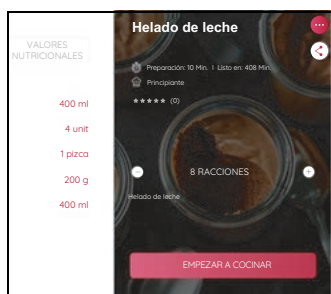 VALORES
NUTRICIONALES
400 ml
4 unit
1 pizca
200 g
400 ml
Helado de leche
Preparación: 10 Min. | Listo en: 408 Min.
Principiante
★★★★★ (0)
8 RACCIONES
Helado de leche
EMPEZAR A COCINAR